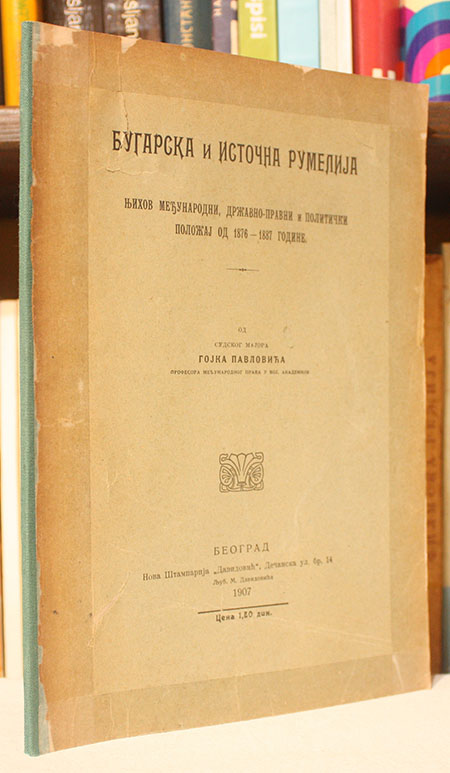 БУГАРСКА и ИСТОЧНА РУМЕЛИЈА
ЊИХОВ МЕЂУНАРОДНИ, ДРЖАВНО-ПРАВНИ и ПОЛИТИЧКИ
ПОЛОЖАЈ ОД 1876 — 1887 ГОДИНЕ.
ОД
СУДСКОГ МАЈОРА
ГОЈКА ПАВЛОВИЋА
ПРОФЕСОРА МЕЂУНАРОДНОГ ПРАВА У ВОЈ. АКАДЕМИЈИ
БЕОГРАД
Нова Штампарија „Давидовић“, Дечанска ул. бр. 14
Љуб. М. Давидовића
1907
Цена 1,20 дин.